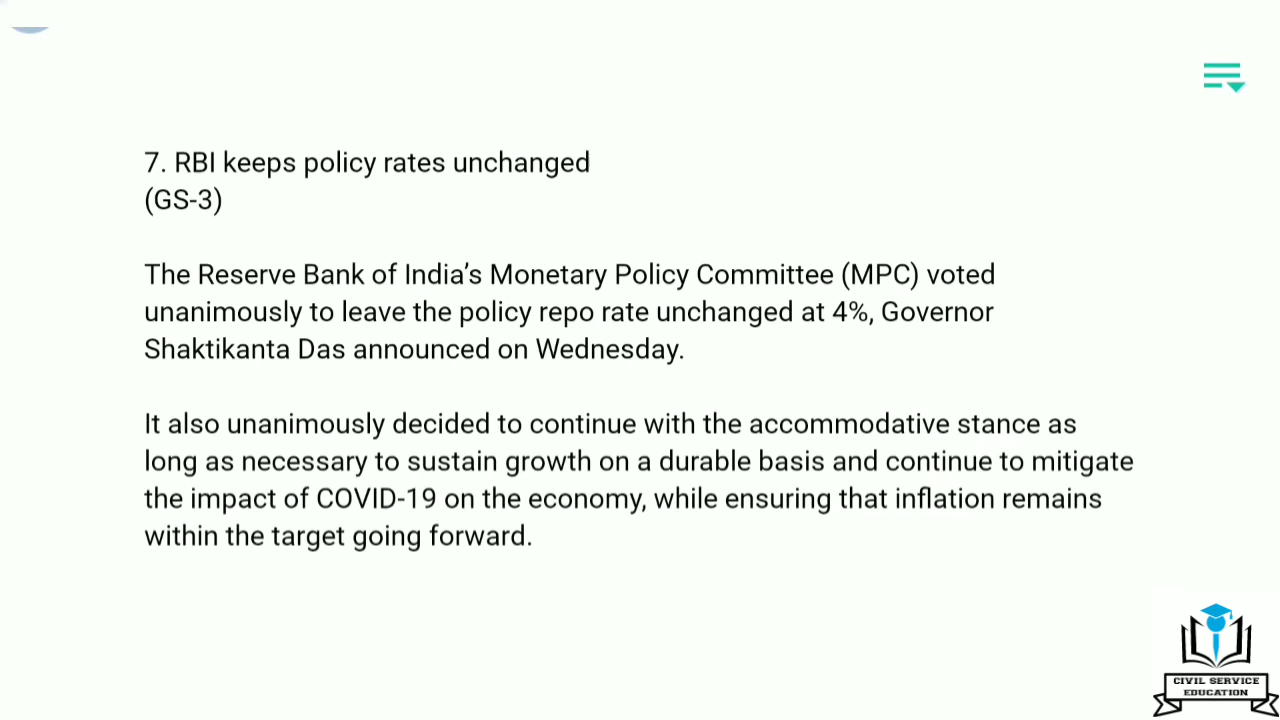 7. RBI keeps policy rates unchanged
(GS-3)
The Reserve Bank of India’s Monetary Policy Committee (MPC) voted
unanimously to leave the policy repo rate unchanged at 4%, Governor
Shaktikanta Das announced on Wednesday.
It also unanimously decided to continue with the accommodative stance as
long as necessary to sustain growth on a durable basis and continue to mitigate
the impact of COVID-19 on the economy, while ensuring that inflation remains
within the target going forward.
CIVIL SERVICE
EDUCATION